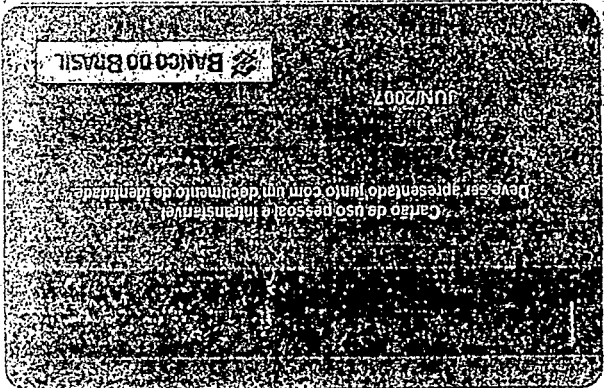 Cartão de uso pessoal e intransferível
Deve ser apresentado junto com um documento de identidade
JUN/2007
BANCO DO BRASIL